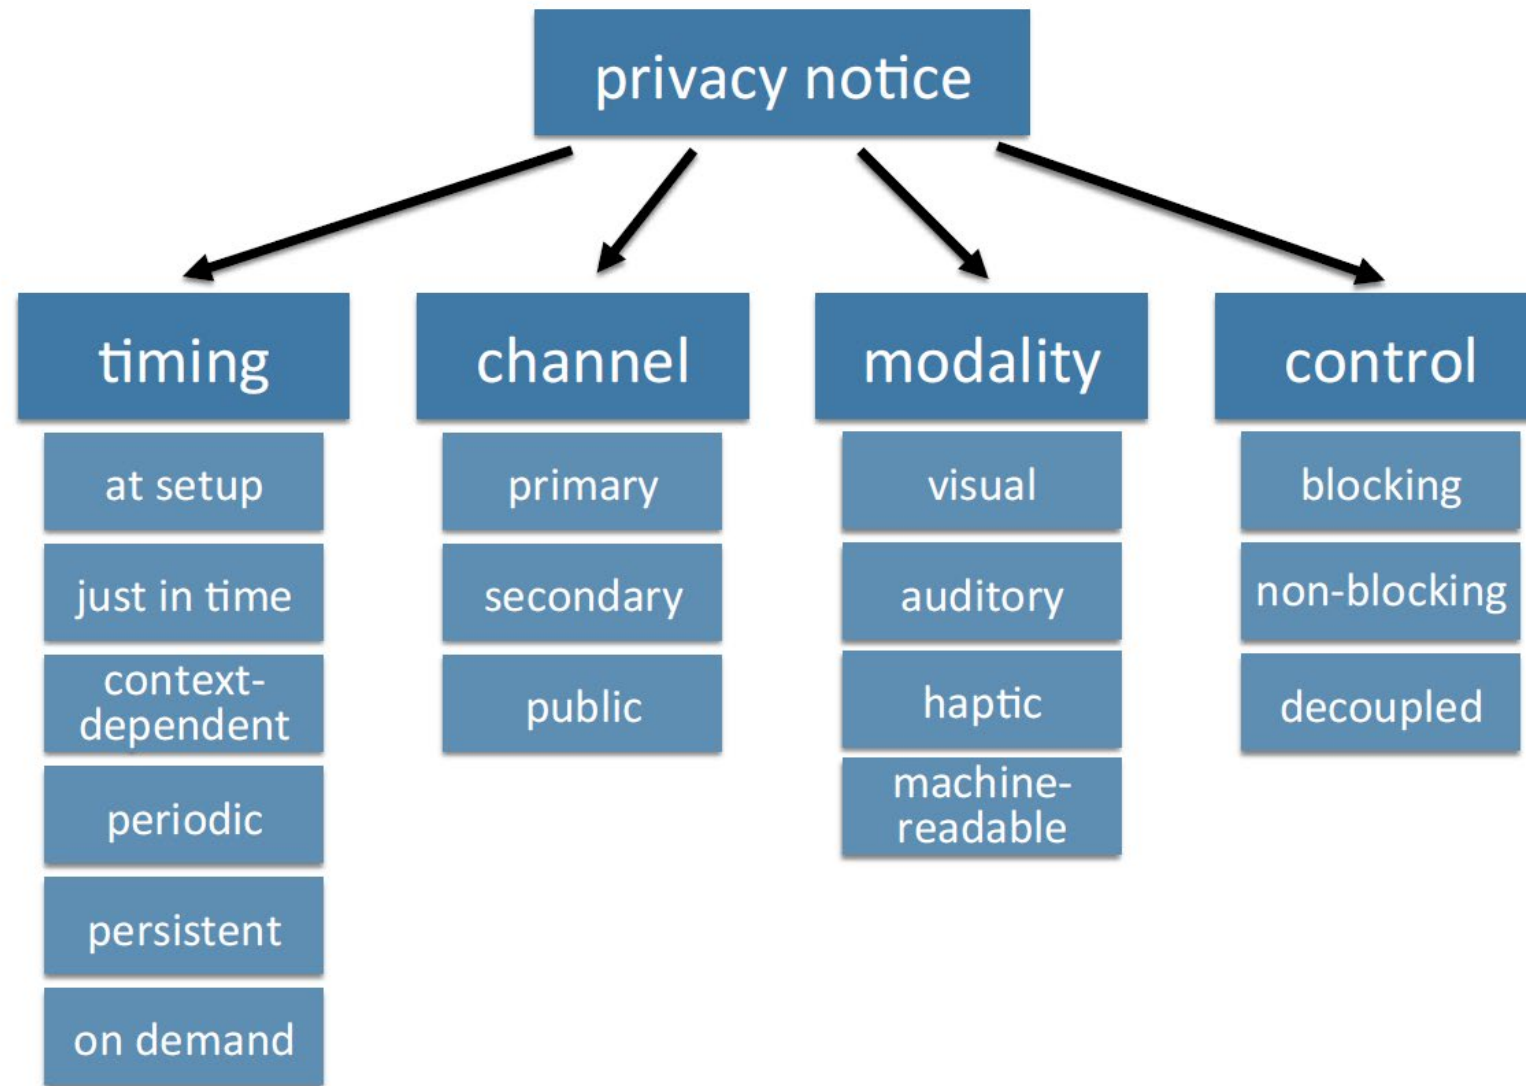 privacy notice
timing
at setup
just in time
context-
dependent
periodic
persistent
on demand
channel
primary
secondary
public
modality
visual
auditory
haptic
machine-
readable
control
blocking
non-blocking
decoupled